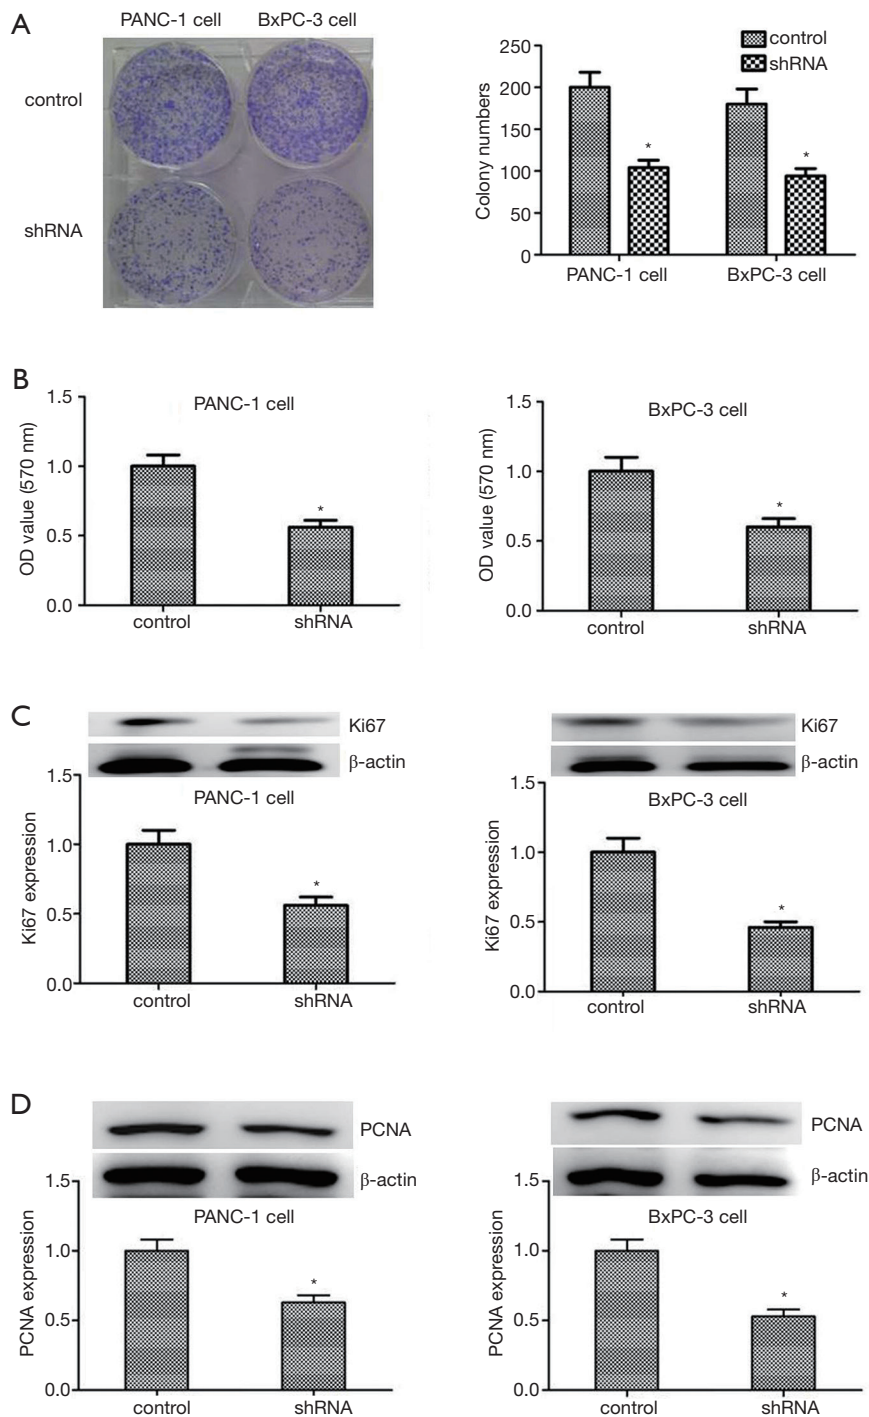 A
PANC-1 cell
BxPC-3 cell
control
shRNA
Colony numbers
250
200
150
100
50
0
control
shRNA
*
*
PANC-1 cell
BxPC-3 cell
B
OD value (570 nm)
1.5
1.0
0.5
0.0
PANC-1 cell
*
control
shRNA
OD value (570 nm)
1.5
1.0
0.5
0.0
BxPC-3 cell
*
control
shRNA
C
Ki67
β-actin
Ki67 expression
1.5
1.0
0.5
0.0
PANC-1 cell
*
control
shRNA
Ki67
β-actin
Ki67 expression
1.5
1.0
0.5
0.0
BxPC-3 cell
*
control
shRNA
D
PCNA
β-actin
PCNA expression
1.5
1.0
0.5
0.0
PANC-1 cell
*
control
shRNA
PCNA
β-actin
PCNA expression
1.5
1.0
0.5
0.0
BxPC-3 cell
*
control
shRNA